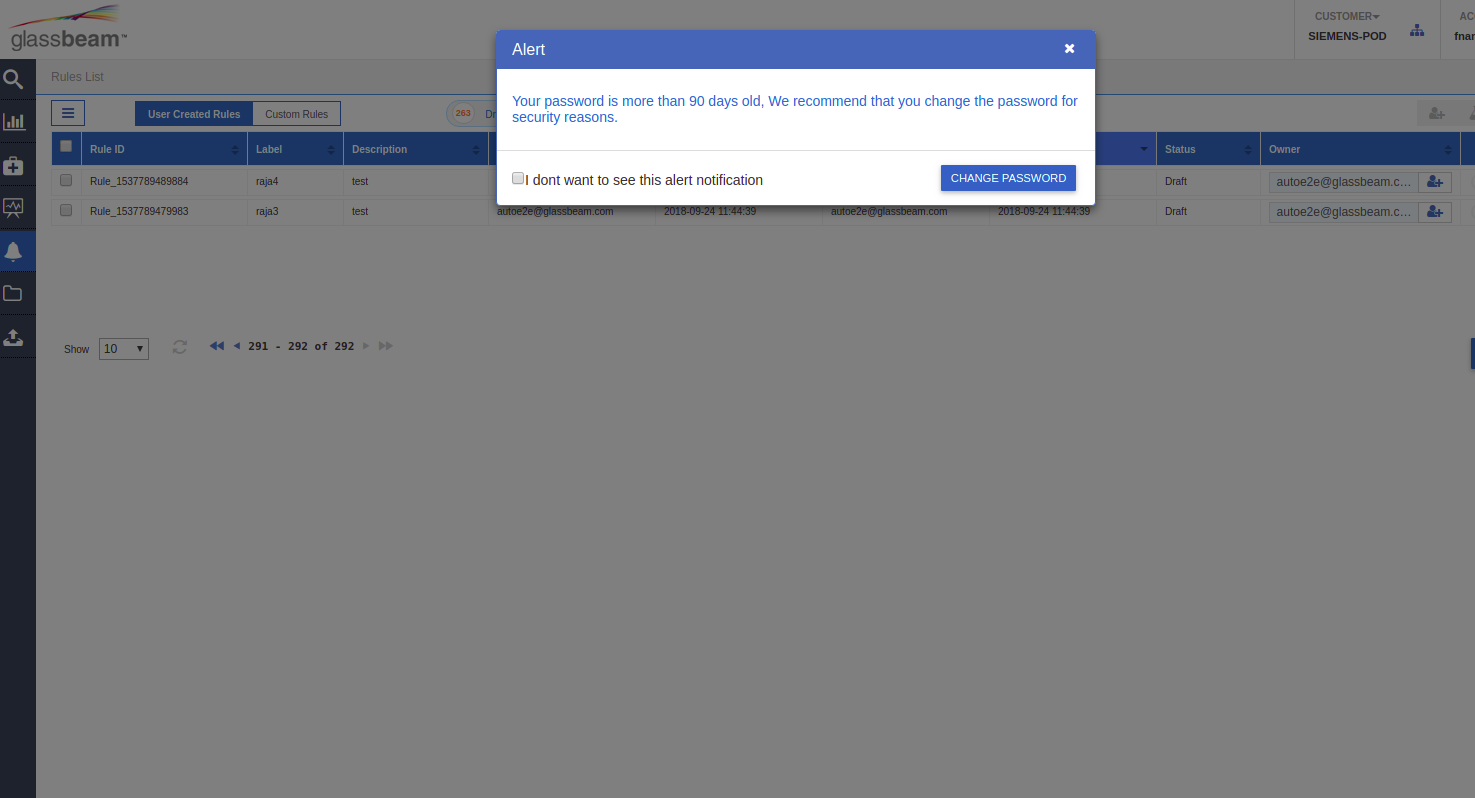 glassbeam™
CUSTOMER
SIEMENS-POD
Alert
Your password is more than 90 days old, We recommend that you change the password for
security reasons.
I dont want to see this alert notification
CHANGE PASSWORD
Rules List
User Created Rules Custom Rules 263
Rule ID Label Description Status Owner
Rule_1537789489884 raja4 test Draft autoe2e@glassbeam.c...
Rule_1537789479983 raja3 test autoe2e@glassbeam.com 2018-09-24 11:44:39 autoe2e@glassbeam.com 2018-09-24 11:44:39 Draft autoe2e@glassbeam.c...
Show 10 291 - 292 of 292